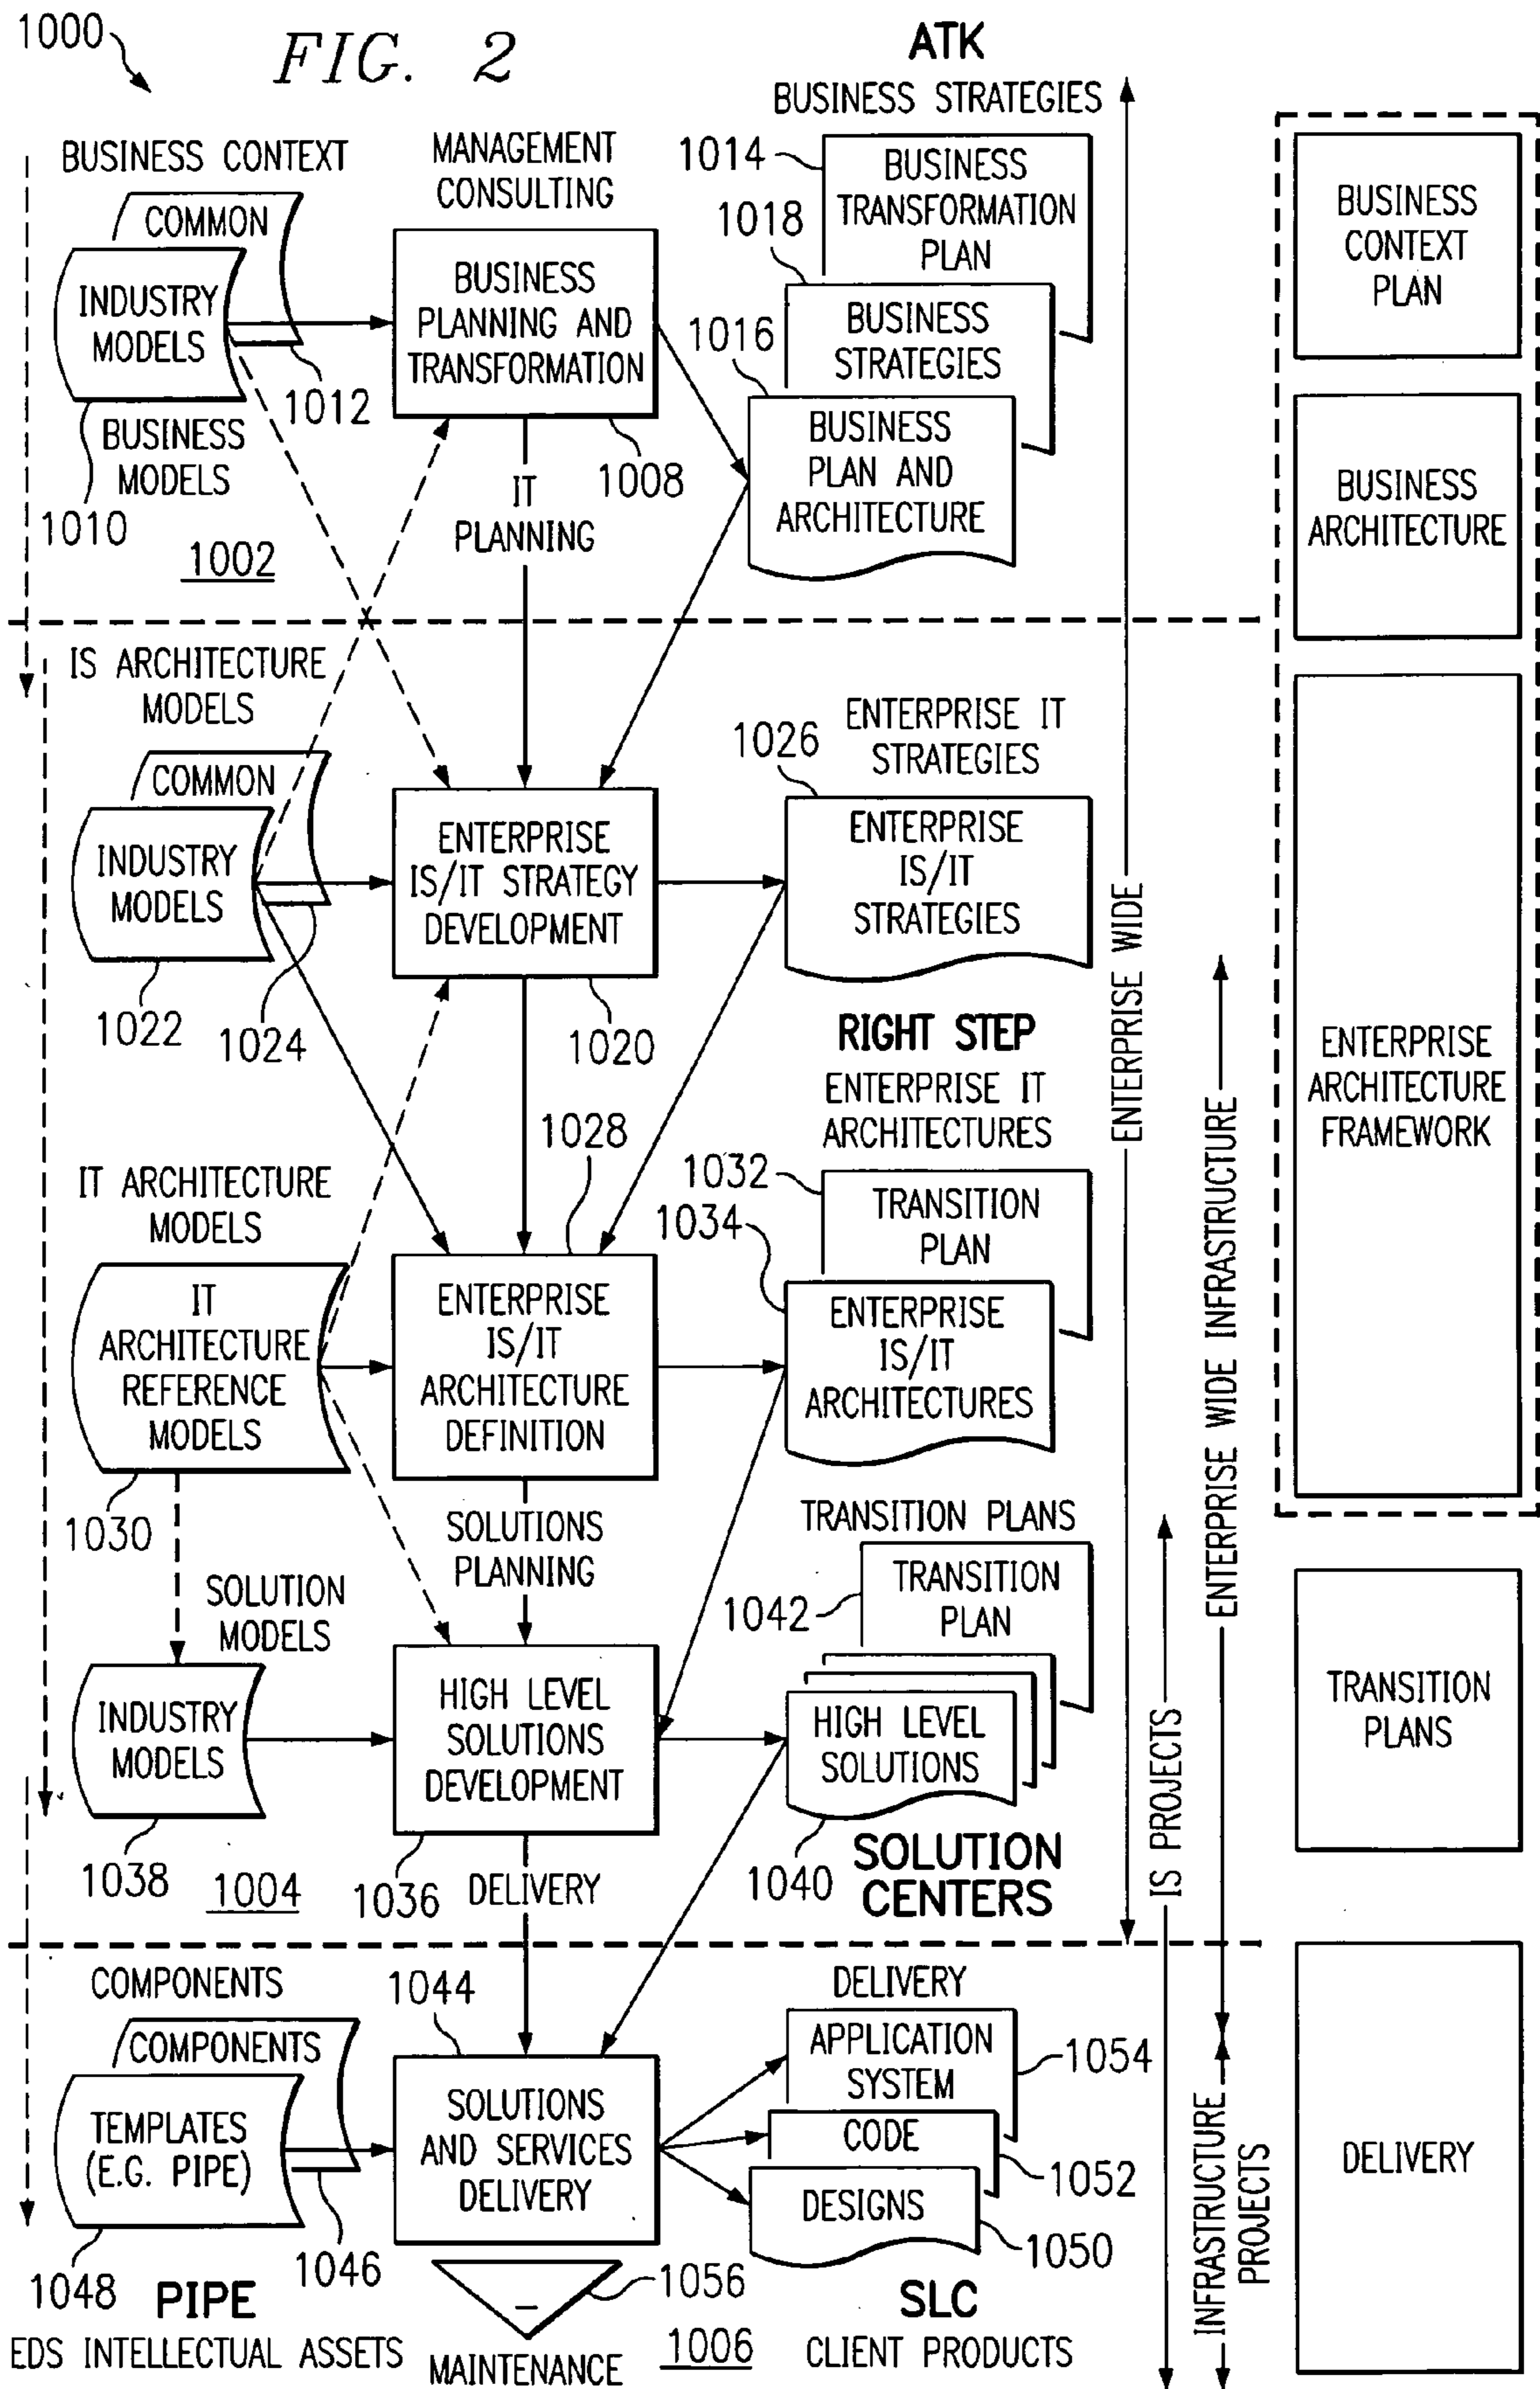 1000
FIG. 2
ATK
BUSINESS STRATEGIES
BUSINESS CONTEXT
COMMON
INDUSTRY
MODELS
1012
BUSINESS
MODELS
1010
1002
MANAGEMENT
CONSULTING
BUSINESS
PLANNING AND
TRANSFORMATION
1008
IT
PLANNING
1014
BUSINESS
TRANSFORMATION
PLAN
1018
BUSINESS
STRATEGIES
1016
BUSINESS
PLAN AND
ARCHITECTURE
BUSINESS
CONTEXT
PLAN
BUSINESS
ARCHITECTURE
IS ARCHITECTURE
MODELS
COMMON
INDUSTRY
MODELS
1022
1024
ENTERPRISE
IS/IT STRATEGY
DEVELOPMENT
1020
ENTERPRISE IT
STRATEGIES
1026
ENTERPRISE
IS/IT
STRATEGIES
RIGHT STEP
ENTERPRISE IT
ARCHITECTURES
ENTERPRISE WIDE
ENTERPRISE WIDE INFRASTRUCTURE
ENTERPRISE
ARCHITECTURE
FRAMEWORK
IT ARCHITECTURE
MODELS
IT
ARCHITECTURE
REFERENCE
MODELS
1030
1028
ENTERPRISE
IS/IT
ARCHITECTURE
DEFINITION
SOLUTIONS
PLANNING
1032
TRANSITION
PLAN
1034
ENTERPRISE
IS/IT
ARCHITECTURES
SOLUTION
MODELS
INDUSTRY
MODELS
1038
1004
HIGH LEVEL
SOLUTIONS
DEVELOPMENT
1036
DELIVERY
TRANSITION PLANS
TRANSITION
PLAN
1042
HIGH LEVEL
SOLUTIONS
1040
SOLUTION
CENTERS
IS PROJECTS
TRANSITION
PLANS
COMPONENTS
COMPONENTS
TEMPLATES
(E.G. PIPE)
1048
1046
PIPE
EDS INTELLECTUAL ASSETS
1044
SOLUTIONS
AND SERVICES
DELIVERY
1056
MAINTENANCE
1006
DELIVERY
APPLICATION
SYSTEM
1054
CODE
1052
DESIGNS
1050
SLC
CLIENT PRODUCTS
INFRASTRUCTURE
PROJECTS
DELIVERY